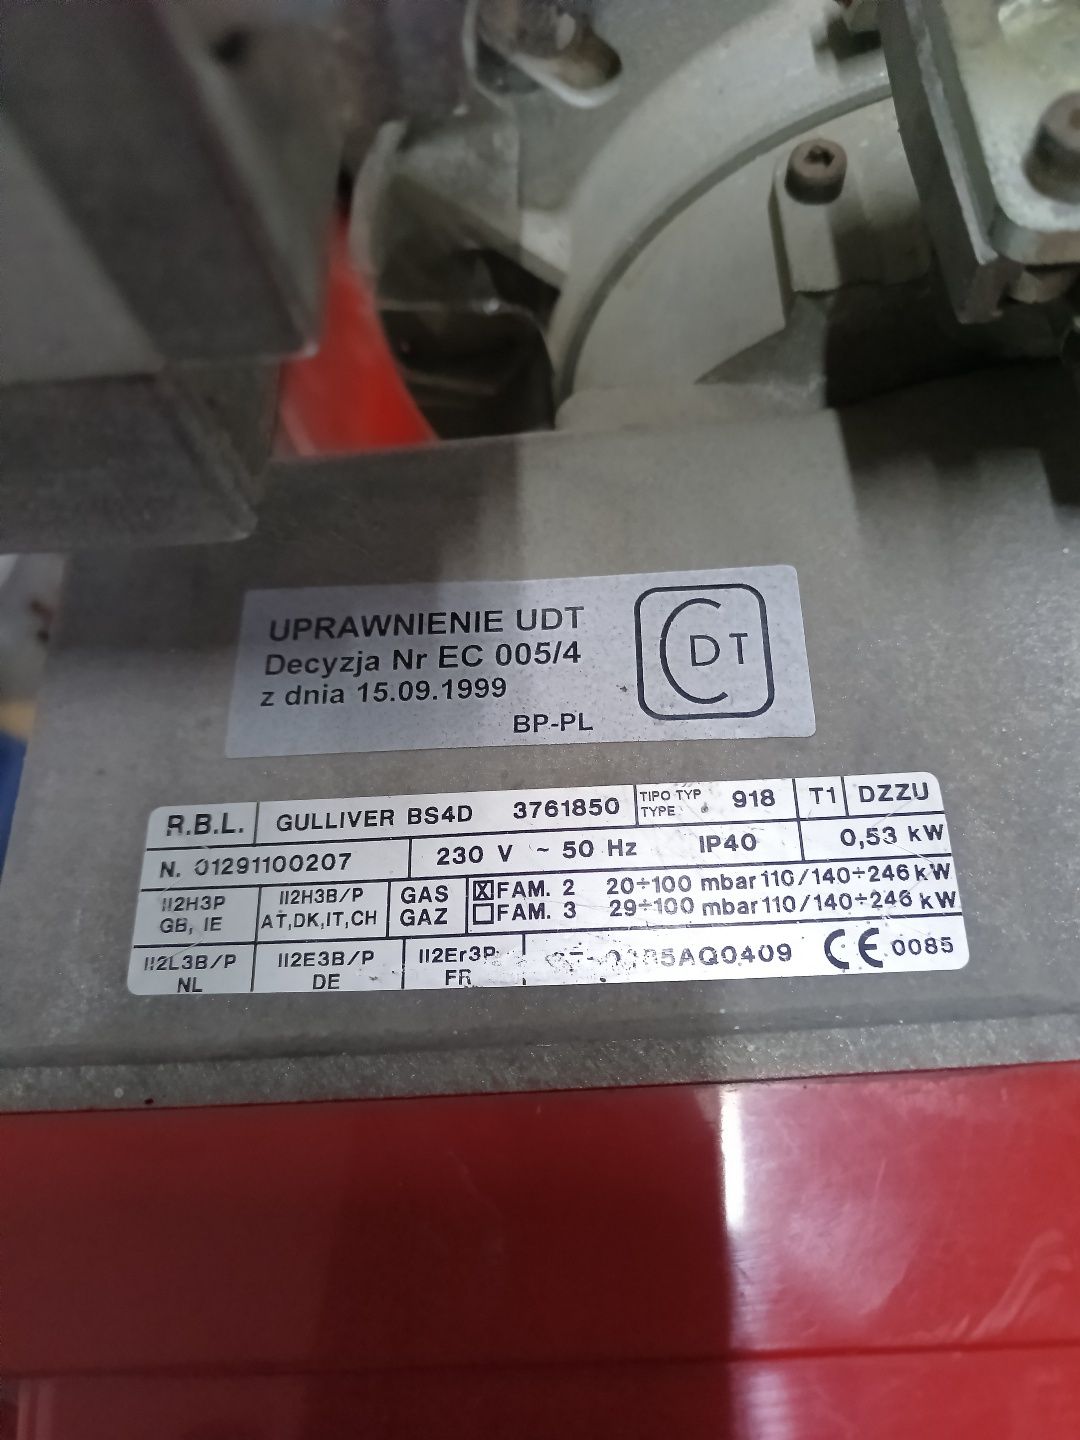 UPRAWNIENIE UDT
Decyzja Nr EC 005/4
z dnia 15.09.1999
BP-PL
CDT
R.B.L. GULLIVER BS4D 3761850 TIPO TYP TYPE 918 T1 DZZU
N. 01291100207 230 V ~ 50 Hz IP40 0,53 kW
II2H3P GB, IE II2H3B/P AT,DK,IT,CH GAS GAZ
☒ FAM. 2 20÷100 mbar 110/140÷246 kW
☐ FAM. 3 29÷100 mbar 110/140÷246 kW
II2L3B/P NL II2E3B/P DE II2Er3P FR CE 0085